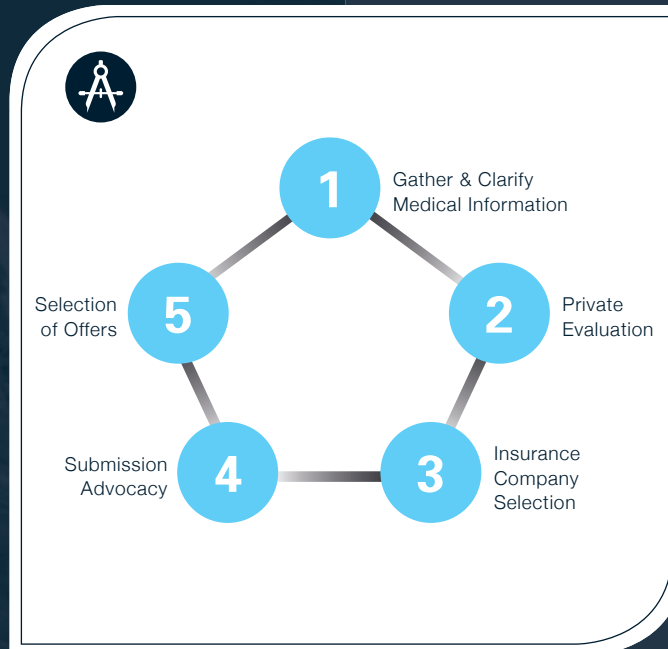 1
Gather & Clarify
Medical Information
2
Private
Evaluation
3
Insurance
Company
Selection
4
Submission
Advocacy
5
Selection
of Offers